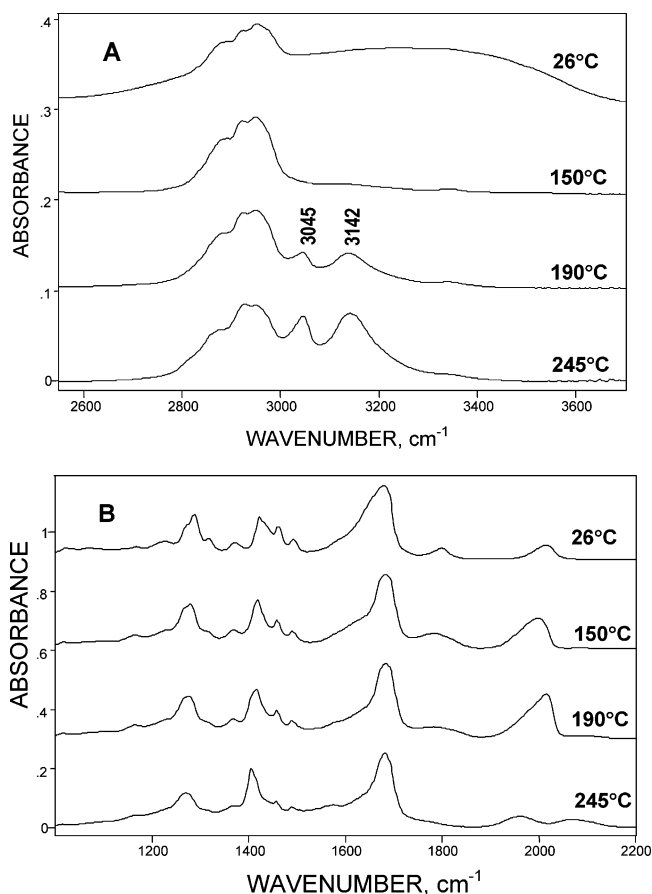 .4
A
26°C
.3
150°C
.2
3045
3142
190°C
.1
245°C
0
ABSORBANCE
2600 2800 3000 3200 3400 3600
WAVENUMBER, cm-1
B
1
26°C
.8
150°C
.6
190°C
.4
.2
245°C
0
ABSORBANCE
1200 1400 1600 1800 2000 2200
WAVENUMBER, cm-1